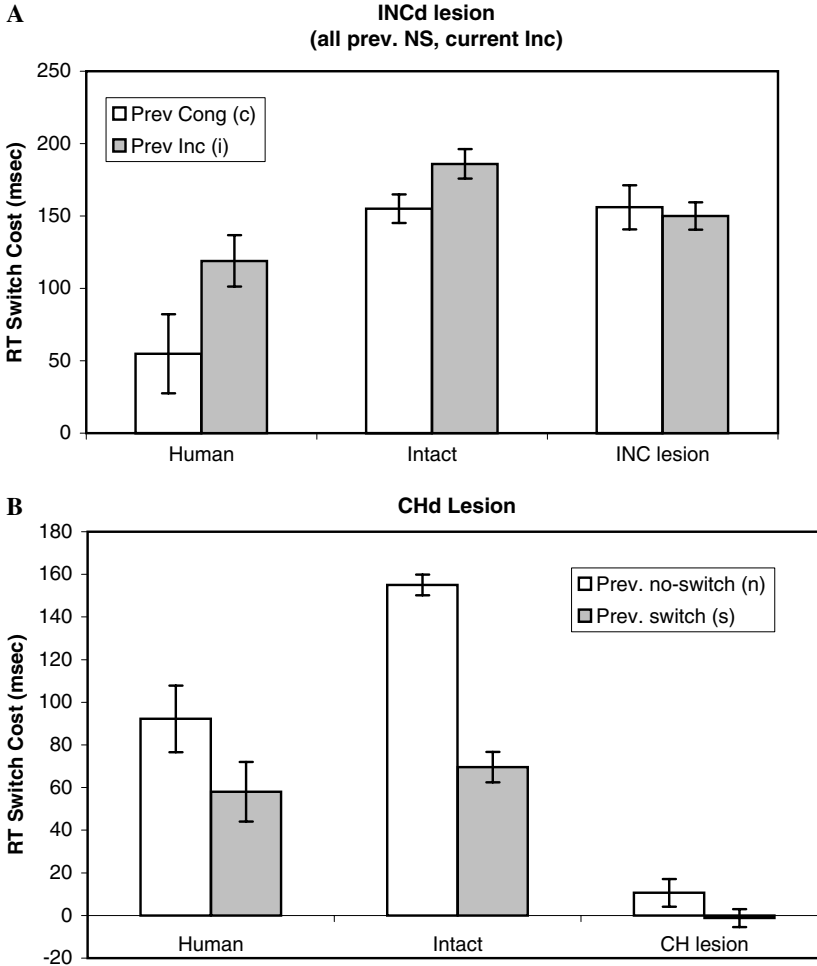 A
INCd lesion
(all prev. NS, current Inc)
RT Switch Cost (msec)
250
200
150
100
50
0
Prev Cong (c)
Prev Inc (i)
Human Intact INC lesion
B
CHd Lesion
RT Switch Cost (msec)
180
160
140
120
100
80
60
40
20
0
-20
Prev. no-switch (n)
Prev. switch (s)
Human Intact CH lesion